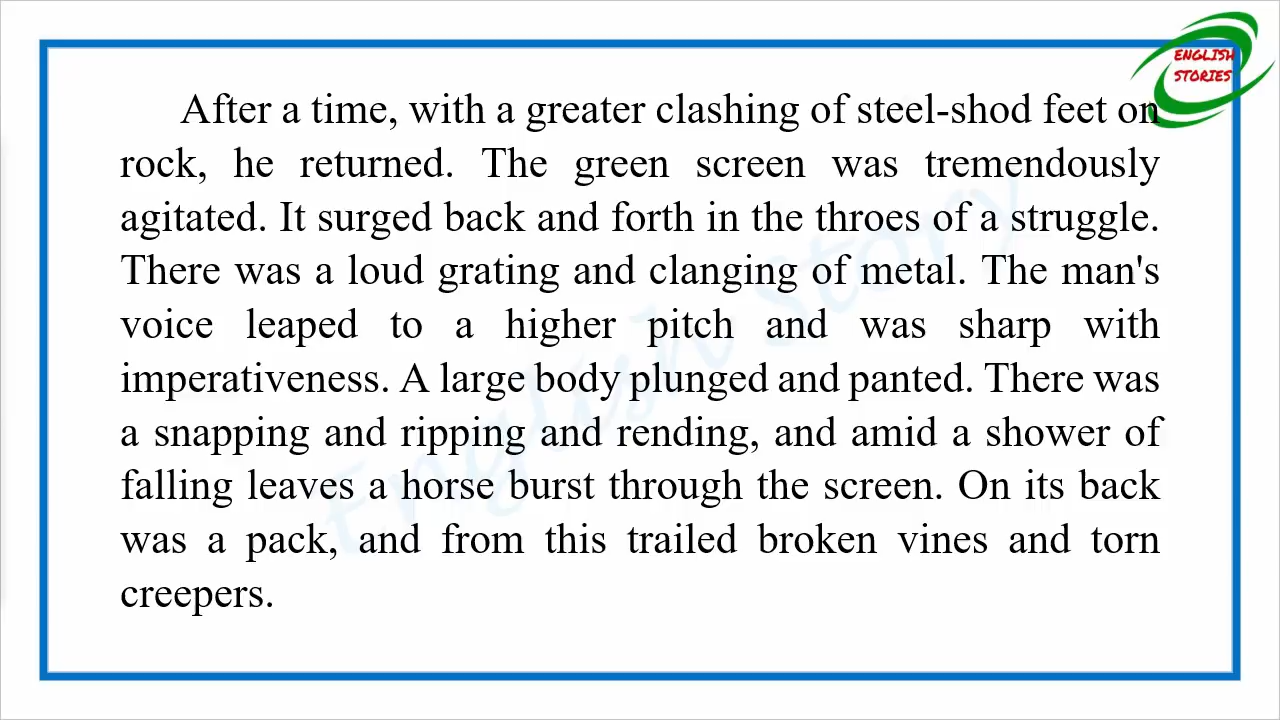 ENGLISH
STORIES
After a time, with a greater clashing of steel-shod feet on
rock, he returned. The green screen was tremendously
agitated. It surged back and forth in the throes of a struggle.
There was a loud grating and clanging of metal. The man's
voice leaped to a higher pitch and was sharp with
imperativeness. A large body plunged and panted. There was
a snapping and ripping and rending, and amid a shower of
falling leaves a horse burst through the screen. On its back
was a pack, and from this trailed broken vines and torn
creepers.
English Story